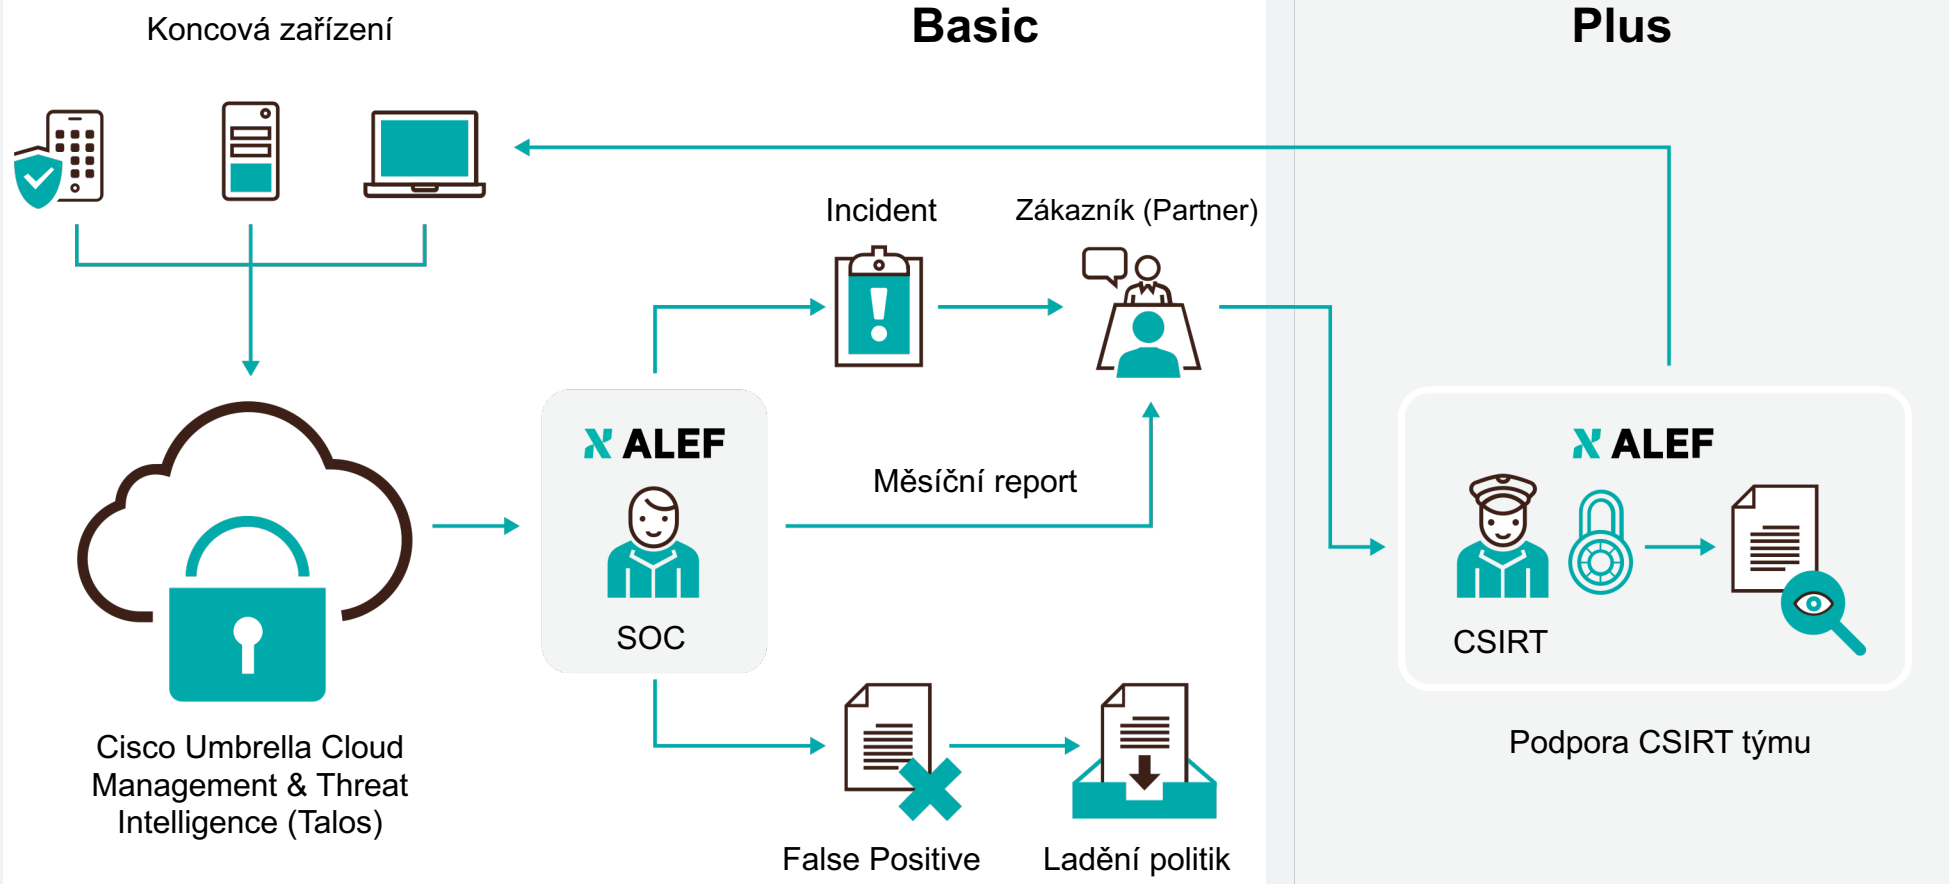 Koncová zařízení
Basic
Plus
Incident
Zákazník (Partner)
ALEF
SOC
Měsíční report
ALEF
CSIRT
Podpora CSIRT týmu
Cisco Umbrella Cloud
Management & Threat
Intelligence (Talos)
False Positive
Ladění politik